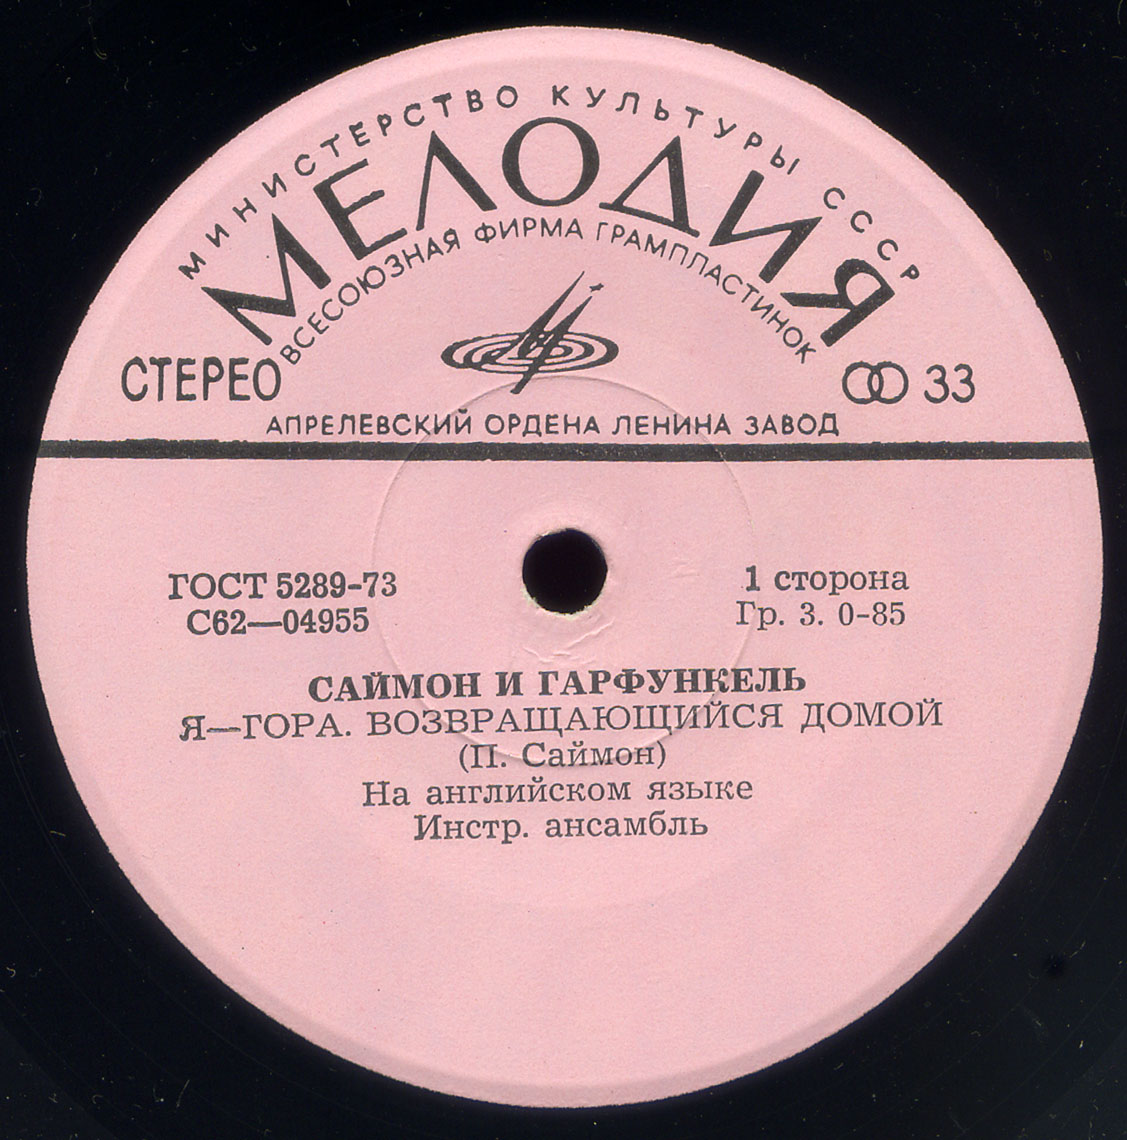 МИНИСТЕРСТВО КУЛЬТУРЫ СССР
МЕЛОДИЯ
ВСЕСОЮЗНАЯ ФИРМА ГРАМПЛАСТИНОК
СТЕРЕО
33
АПРЕЛЕВСКИЙ ОРДЕНА ЛЕНИНА ЗАВОД
ГОСТ 5289-73
С62—04955
1 сторона
Гр. 3. 0-85
САЙМОН И ГАРФУНКЕЛЬ
Я—ГОРА. ВОЗВРАЩАЮЩИЙСЯ ДОМОЙ
(П. Саймон)
На английском языке
Инстр. ансамбль